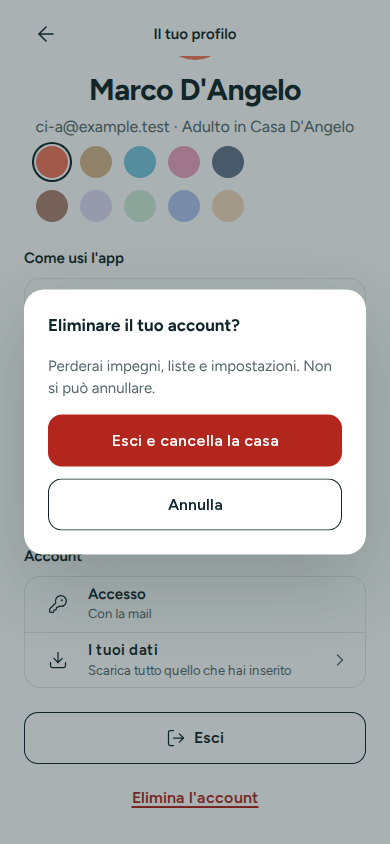 Il tuo profilo
Marco D'Angelo
ci-a@example.test · Adulto in Casa D'Angelo
Come usi l'app
Eliminare il tuo account?
Perderai impegni, liste e impostazioni. Non
si può annullare.
Esci e cancella la casa
Annulla
Account
Accesso
Con la mail
I tuoi dati
Scarica tutto quello che hai inserito
Esci
Elimina l'account